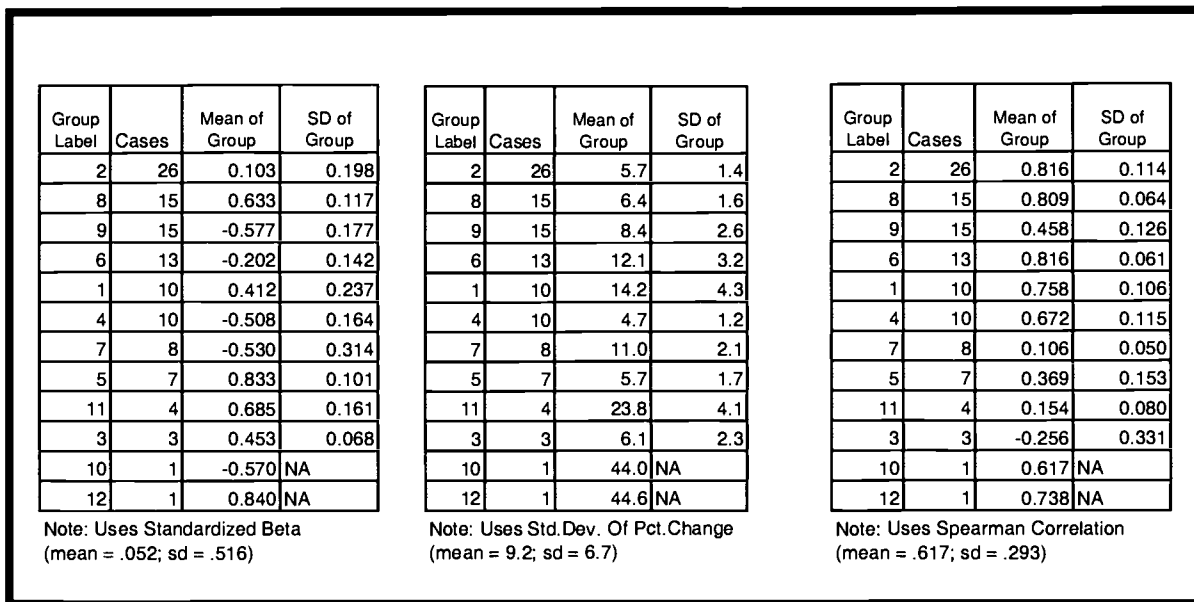 Group Label Cases Mean of Group SD of Group
2 26 0.103 0.198
8 15 0.633 0.117
9 15 -0.577 0.177
6 13 -0.202 0.142
1 10 0.412 0.237
4 10 -0.508 0.164
7 8 -0.530 0.314
5 7 0.833 0.101
11 4 0.685 0.161
3 3 0.453 0.068
10 1 -0.570 NA
12 1 0.840 NA
Note: Uses Standardized Beta
(mean = .052; sd = .516)
Group Label Cases Mean of Group SD of Group
2 26 5.7 1.4
8 15 6.4 1.6
9 15 8.4 2.6
6 13 12.1 3.2
1 10 14.2 4.3
4 10 4.7 1.2
7 8 11.0 2.1
5 7 5.7 1.7
11 4 23.8 4.1
3 3 6.1 2.3
10 1 44.0 NA
12 1 44.6 NA
Note: Uses Std.Dev. Of Pct.Change
(mean = 9.2; sd = 6.7)
Group Label Cases Mean of Group SD of Group
2 26 0.816 0.114
8 15 0.809 0.064
9 15 0.458 0.126
6 13 0.816 0.061
1 10 0.758 0.106
4 10 0.672 0.115
7 8 0.106 0.050
5 7 0.369 0.153
11 4 0.154 0.080
3 3 -0.256 0.331
10 1 0.617 NA
12 1 0.738 NA
Note: Uses Spearman Correlation
(mean = .617; sd = .293)